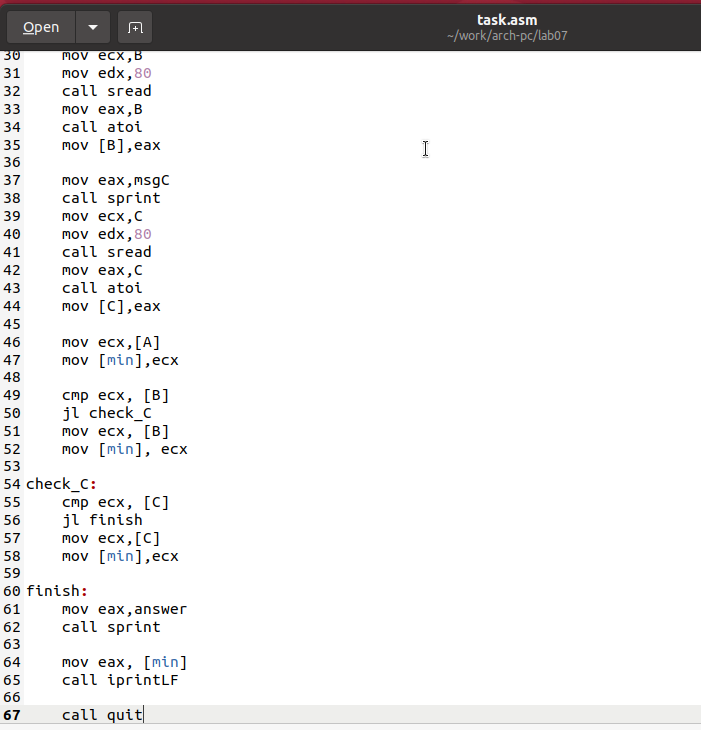 Open
task.asm
~/work/arch-pc/lab07
30 mov ecx,B
31 mov edx,80
32 call sread
33 mov eax,B
34 call atoi
35 mov [B],eax
36
37 mov eax,msgC
38 call sprint
39 mov ecx,C
40 mov edx,80
41 call sread
42 mov eax,C
43 call atoi
44 mov [C],eax
45
46 mov ecx,[A]
47 mov [min],ecx
48
49 cmp ecx, [B]
50 jl check_C
51 mov ecx, [B]
52 mov [min], ecx
53
54 check_C:
55 cmp ecx, [C]
56 jl finish
57 mov ecx,[C]
58 mov [min],ecx
59
60 finish:
61 mov eax,answer
62 call sprint
63
64 mov eax, [min]
65 call iprintLF
66
67 call quit